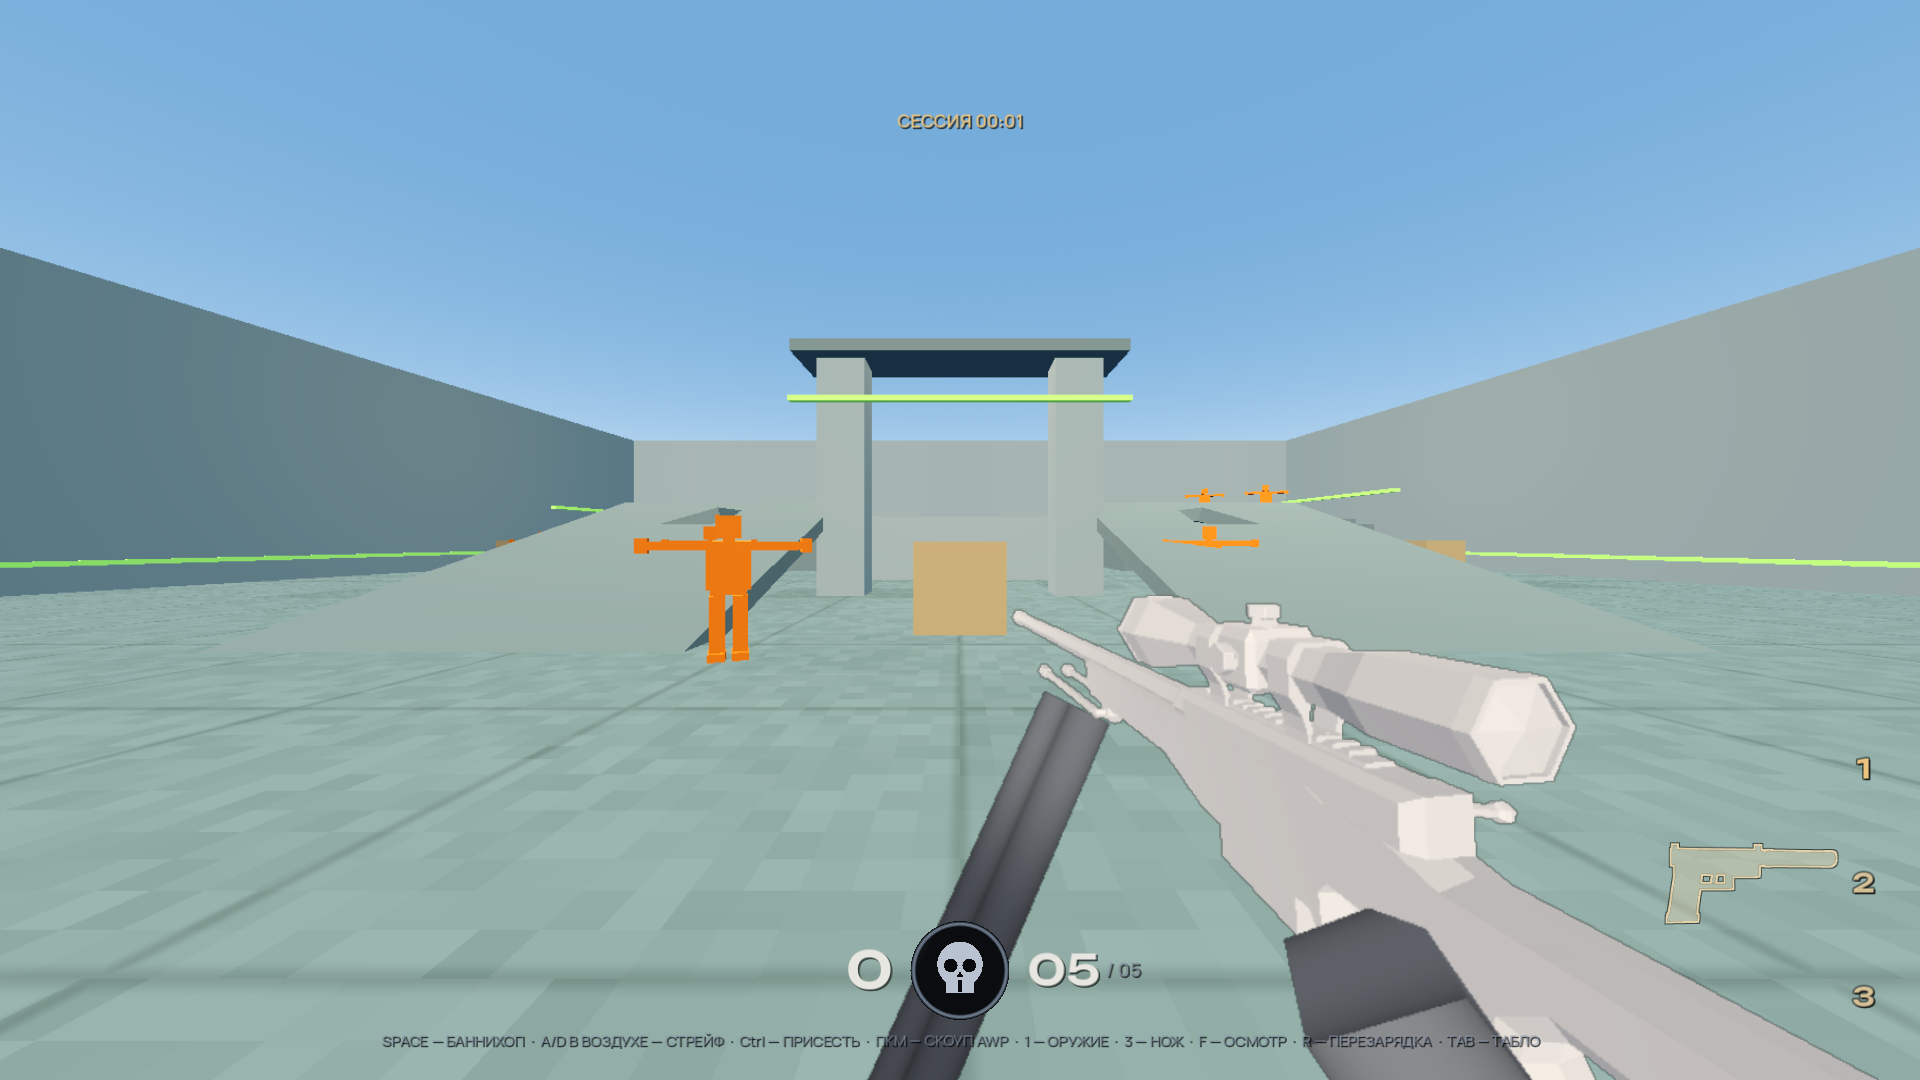 СЕССИЯ 00:01
1
2
3
0 05 / 05
SPACE — БАННИХОП · A/D В ВОЗДУХЕ — СТРЕЙФ · Ctrl — ПРИСЕСТЬ · ПКМ — СКОУП AWP · 1 — ОРУЖИЕ · 3 — НОЖ · F — ОСМОТР · R — ПЕРЕЗАРЯДКА · TAB — ТАБЛО